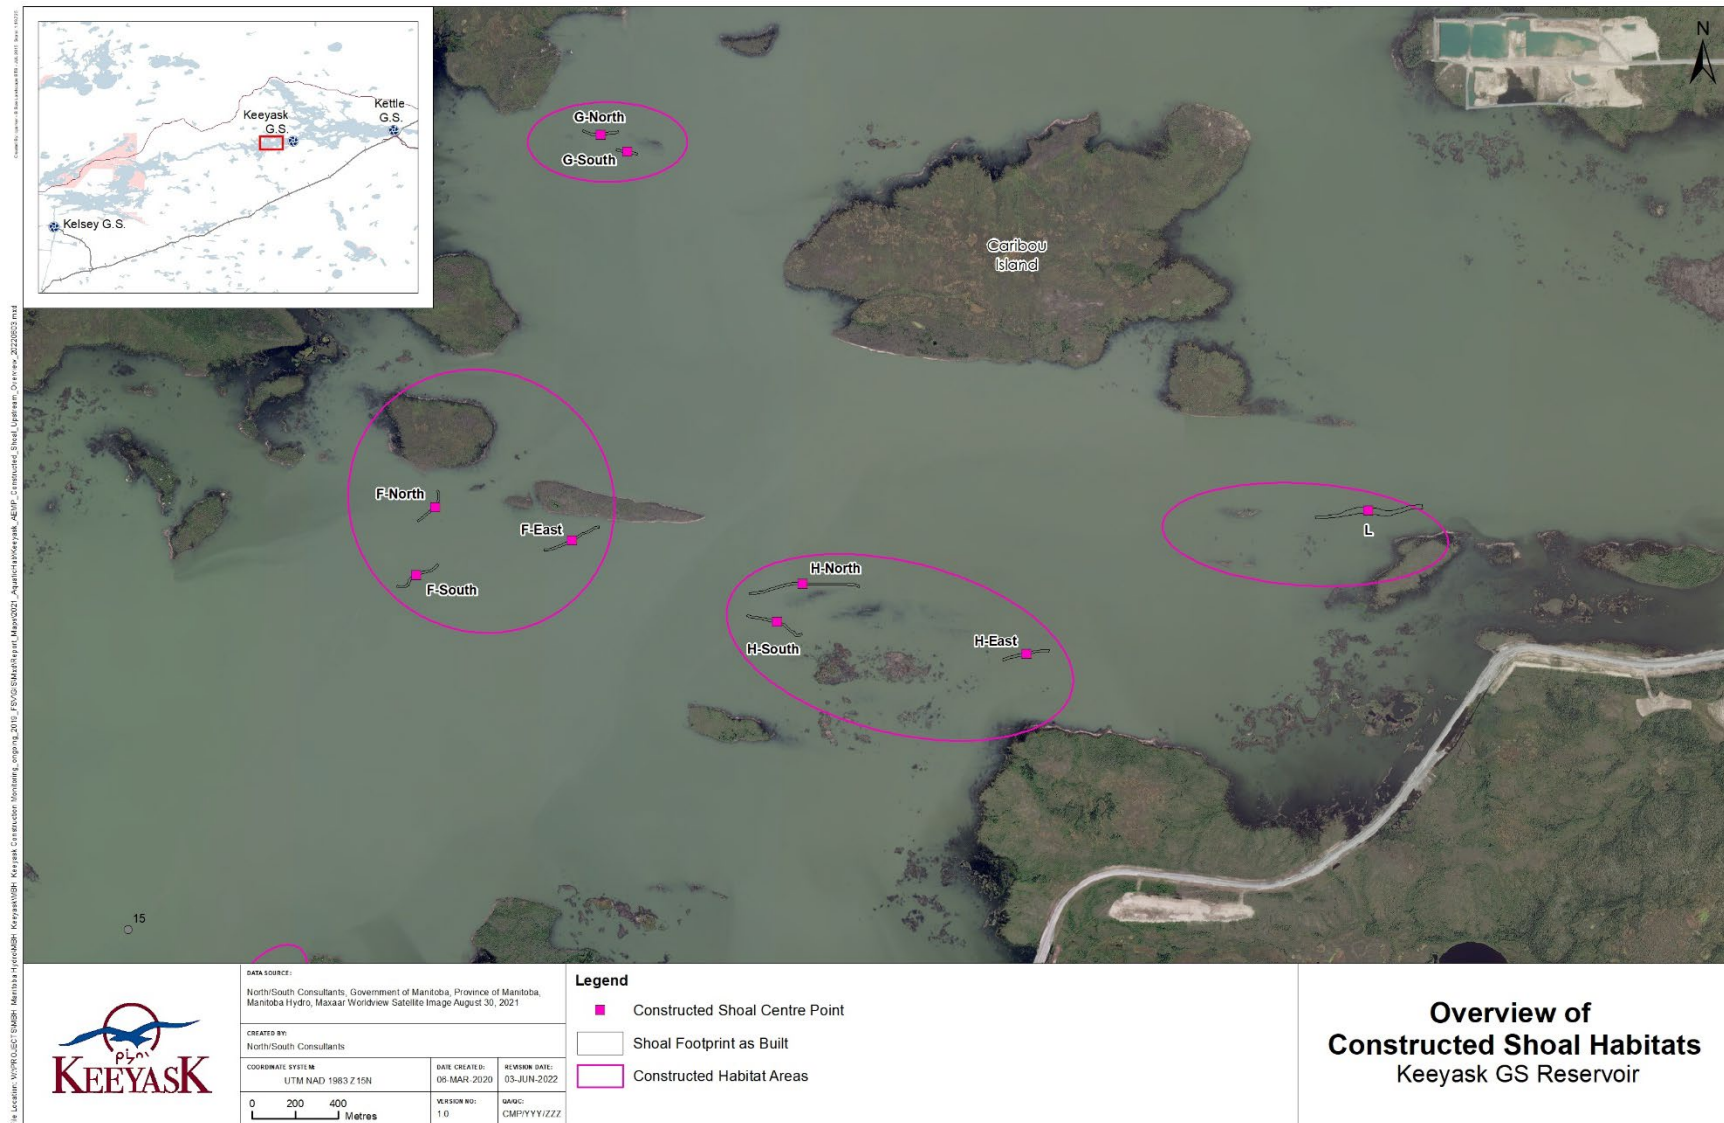 Kettle
G.S.
Keeyask
G.S.
Kelsey G.S.
N
G-North
G-South
Caribou
Island
F-North
F-East
F-South
H-North
H-South
H-East
L
15
KEEYASK
DATA SOURCE:
North/South Consultants, Government of Manitoba, Province of Manitoba,
Manitoba Hydro, Maxaar Worldview Satellite Image August 30, 2021
CREATED BY:
North/South Consultants
COORDINATE SYSTEM:
UTM NAD 1983 Z 15N
DATE CREATED:
06-MAR-2020
REVISION DATE:
03-JUN-2022
0 200 400
Metres
VERSION NO:
1.0
QA/QC:
CMP/YYY/ZZZ
Legend
Constructed Shoal Centre Point
Shoal Footprint as Built
Constructed Habitat Areas
Overview of
Constructed Shoal Habitats
Keeyask GS Reservoir